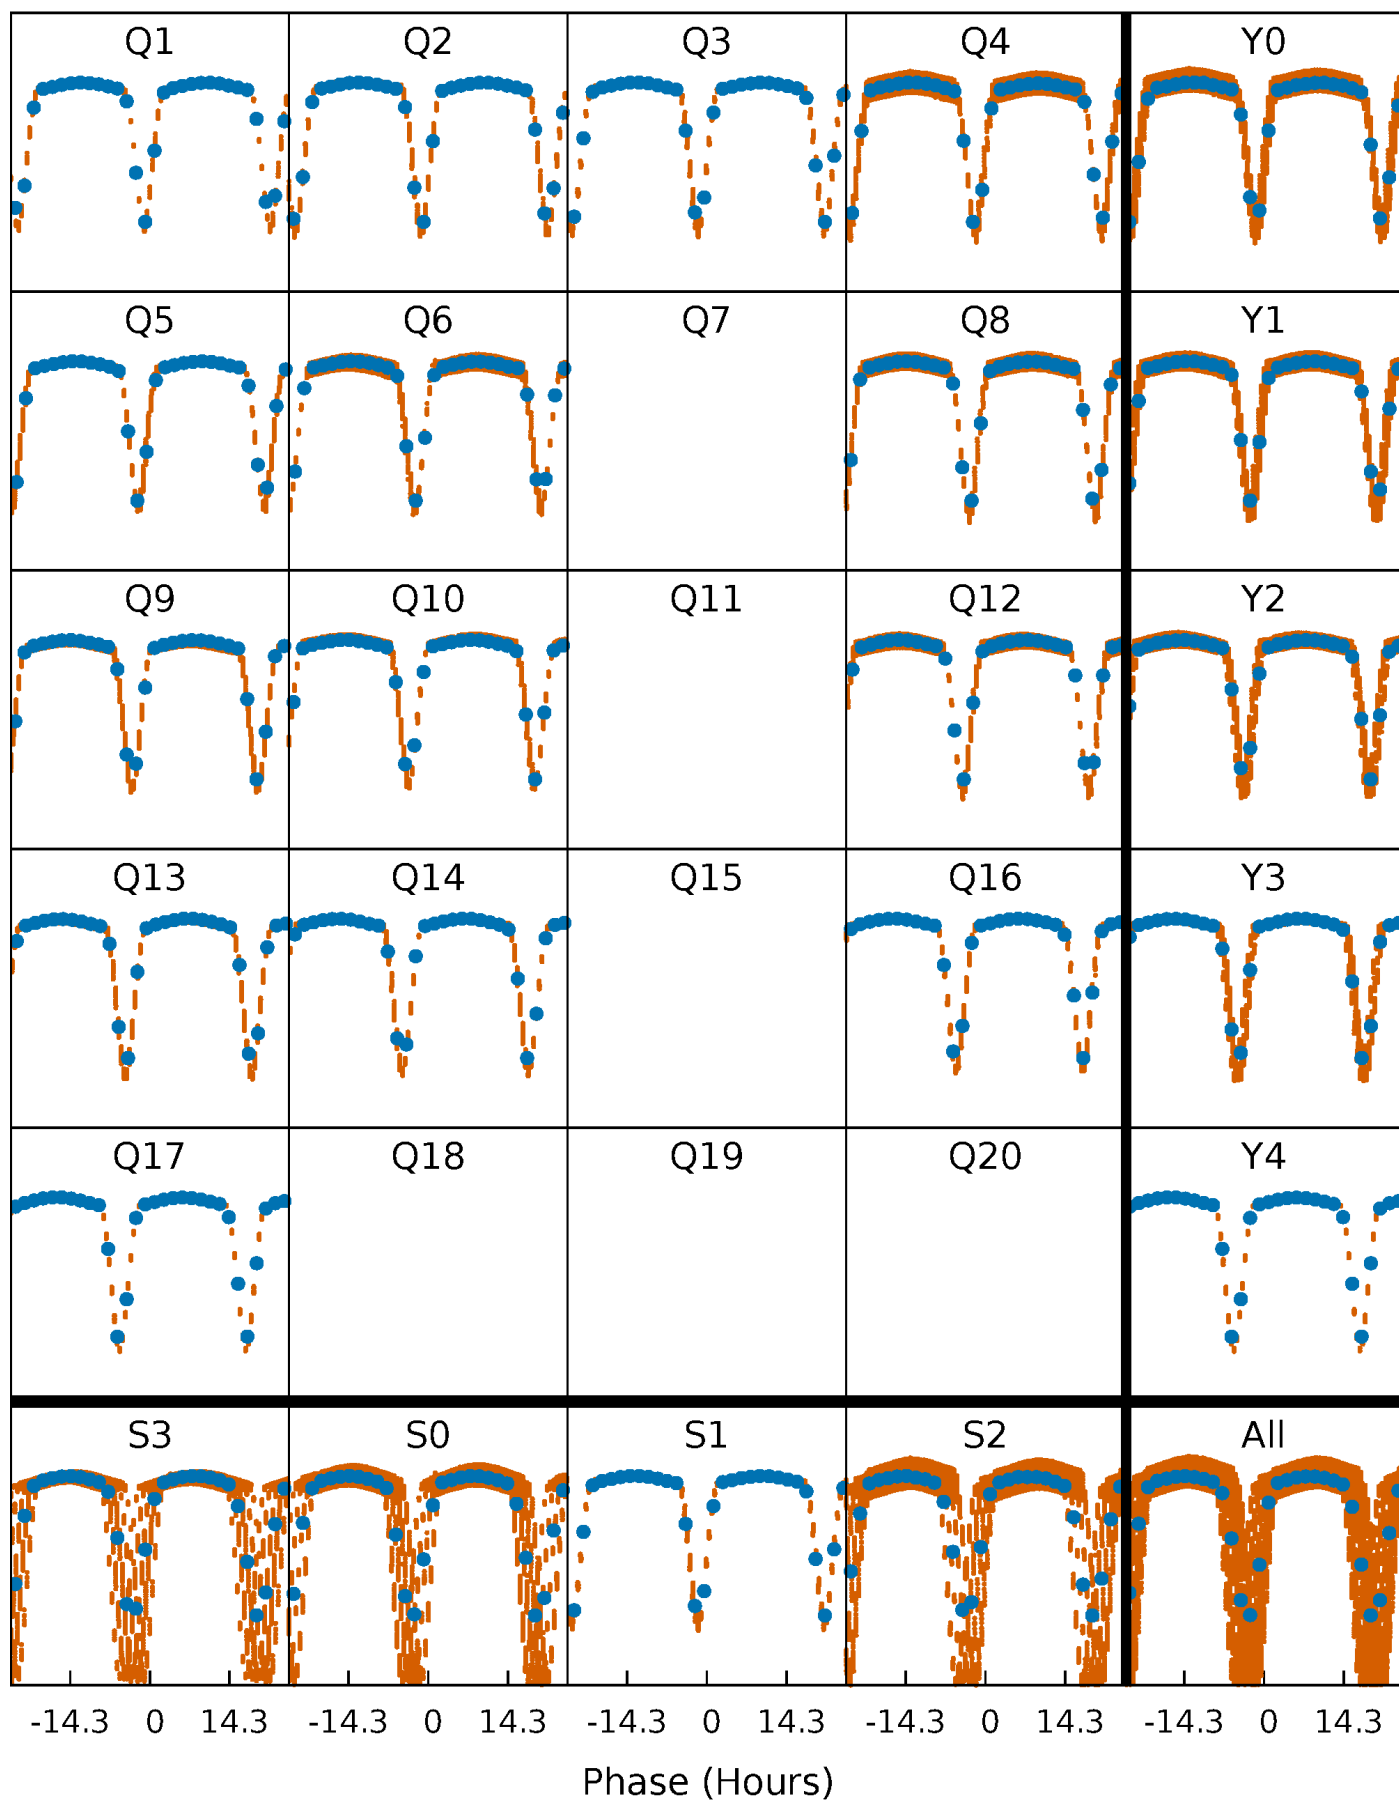 Q1 Q2 Q3 Q4 Y0
Q5 Q6 Q7 Q8 Y1
Q9 Q10 Q11 Q12 Y2
Q13 Q14 Q15 Q16 Y3
Q17 Q18 Q19 Q20 Y4
S3 S0 S1 S2 All
-14.3 0 14.3 -14.3 0 14.3 -14.3 0 14.3 -14.3 0 14.3 -14.3 0 14.3
Phase (Hours)